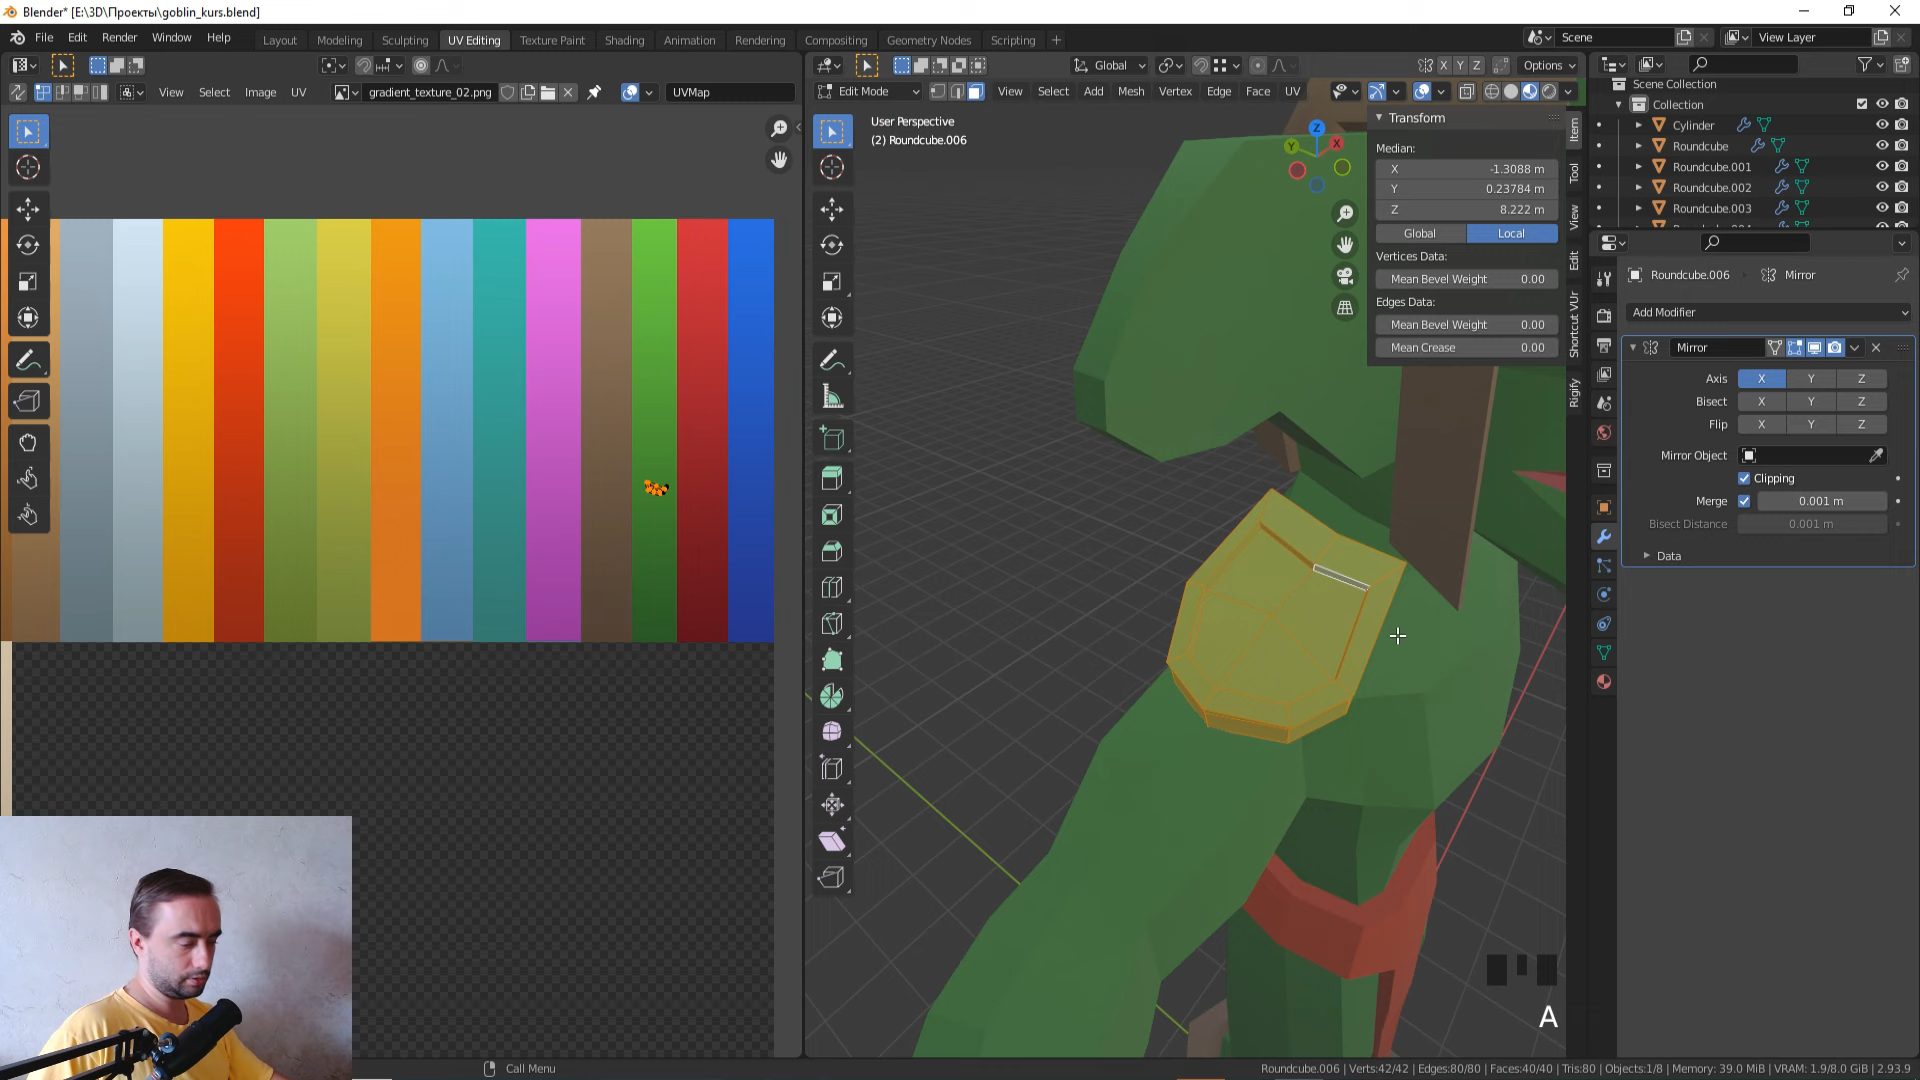 Blender* [E:\3D\Проекты\goblin_kurs.blend]
File Edit Render Window Help
Layout Modeling Sculpting UV Editing Texture Paint Shading Animation Rendering Compositing Geometry Nodes Scripting +
Scene
View Layer
Global
X Y Z
Options
View Select Image UV
gradient_texture_02.png
UVMap
Edit Mode
View Select Add Mesh Vertex Edge Face UV
User Perspective
(2) Roundcube.006
Transform
Median:
X -1.3088 m
Y 0.23784 m
Z 8.222 m
Global Local
Vertices Data:
Mean Bevel Weight 0.00
Edges Data:
Mean Bevel Weight 0.00
Mean Crease 0.00
Item
Tool
View
Edit
Shortcut VUr
Rigify
Z
Y
X
Scene Collection
Collection
Cylinder
Roundcube
Roundcube.001
Roundcube.002
Roundcube.003
Roundcube.006 Mirror
Add Modifier
Mirror
Axis X Y Z
Bisect X Y Z
Flip X Y Z
Mirror Object
Clipping
Merge 0.001 m
Bisect Distance 0.001 m
Data
A
Call Menu
Roundcube.006 | Verts:42/42 | Edges:80/80 | Faces:40/40 | Tris:80 | Objects:1/8 | Memory: 39.0 MiB | VRAM: 1.9/8.0 GiB | 2.93.9